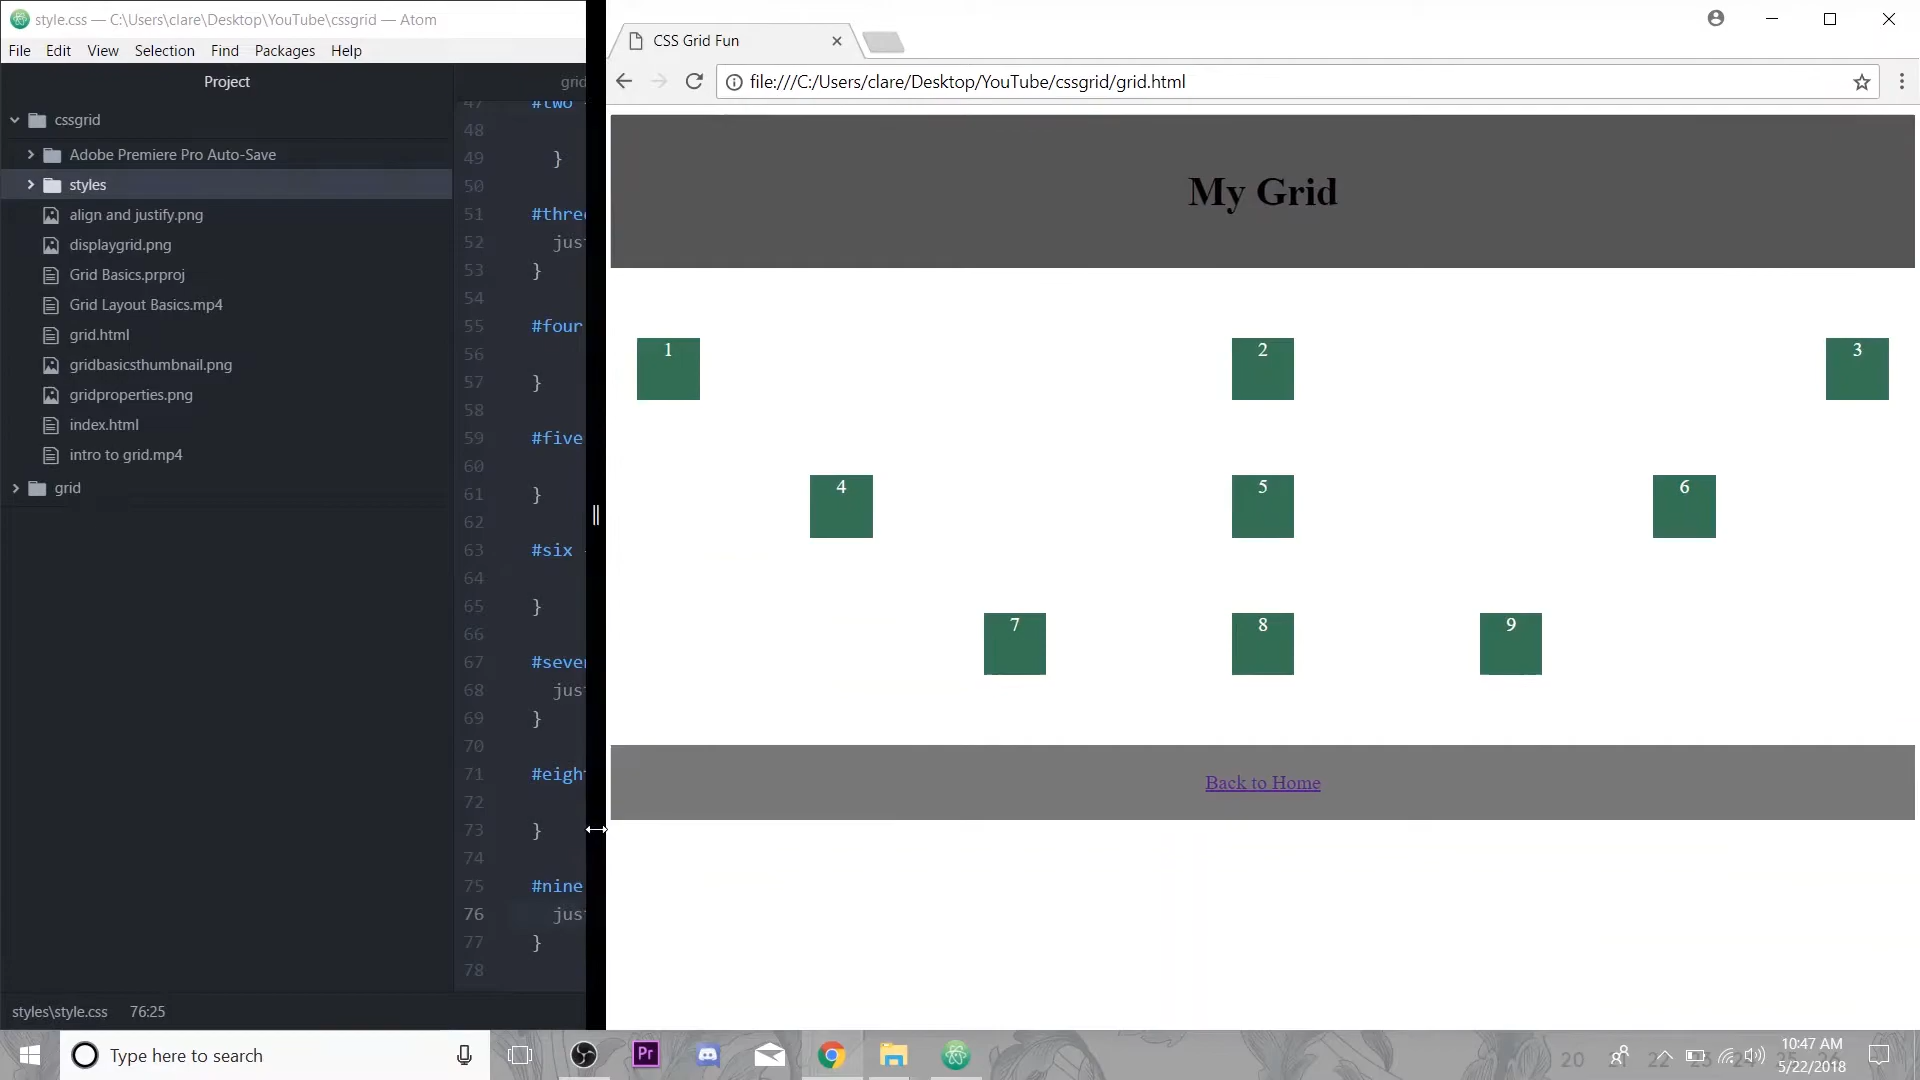 style.css — C:\Users\clare\Desktop\YouTube\cssgrid — Atom
File Edit View Selection Find Packages Help
Project
cssgrid
Adobe Premiere Pro Auto-Save
styles
align and justify.png
displaygrid.png
Grid Basics.prproj
Grid Layout Basics.mp4
grid.html
gridbasicsthumbnail.png
gridproperties.png
index.html
intro to grid.mp4
grid
grid
47 #two
48
49 }
50
51 #three
52 jus
53 }
54
55 #four
56
57 }
58
59 #five
60
61 }
62
63 #six
64
65 }
66
67 #seven
68 jus
69 }
70
71 #eigh
72
73 }
74
75 #nine
76 jus
77 }
78
styles\style.css 76:25
CSS Grid Fun
file:///C:/Users/clare/Desktop/YouTube/cssgrid/grid.html
My Grid
1 2 3
4 5 6
7 8 9
Back to Home
Type here to search
Pr
20
10:47 AM
5/22/2018